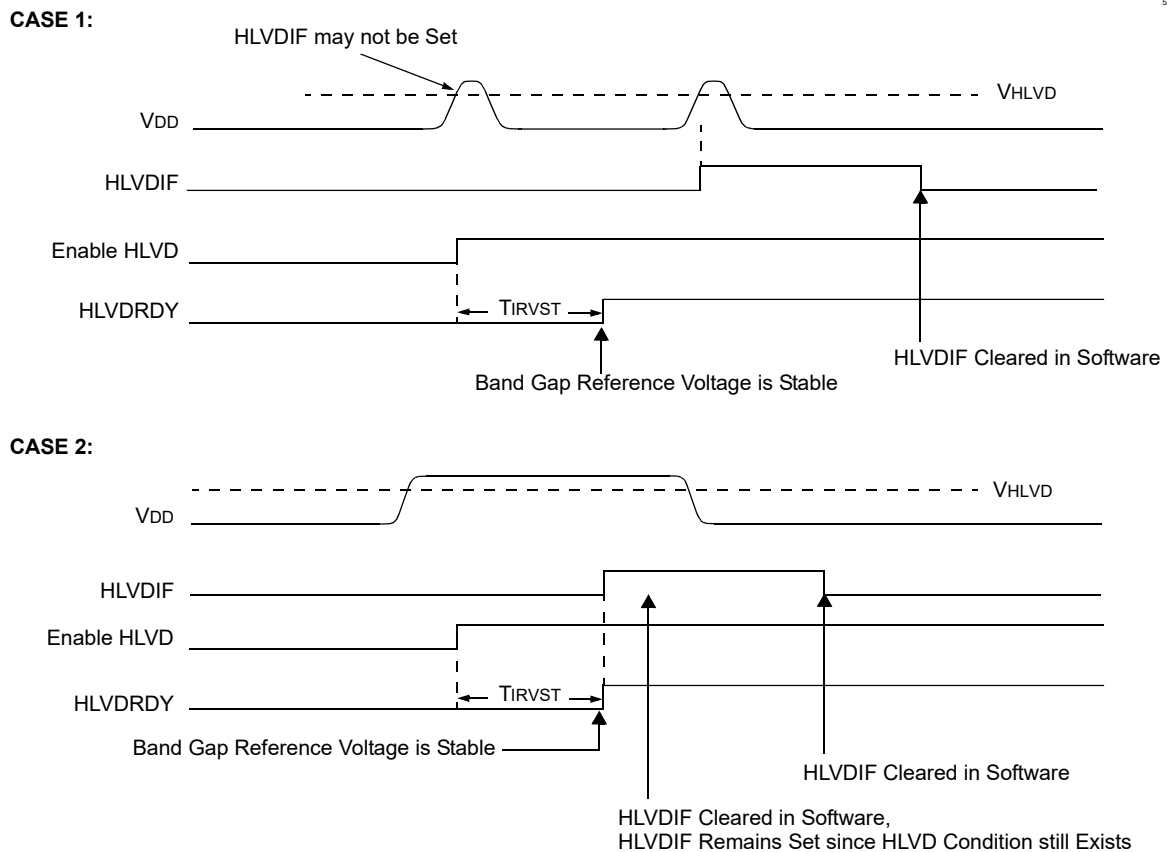 5
CASE 1:
HLVDIF may not be Set
VHLVD
VDD
HLVDIF
Enable HLVD
HLVDRDY
TIRVST
HLVDIF Cleared in Software
Band Gap Reference Voltage is Stable
CASE 2:
VHLVD
VDD
HLVDIF
Enable HLVD
HLVDRDY
TIRVST
Band Gap Reference Voltage is Stable
HLVDIF Cleared in Software
HLVDIF Cleared in Software,
HLVDIF Remains Set since HLVD Condition still Exists